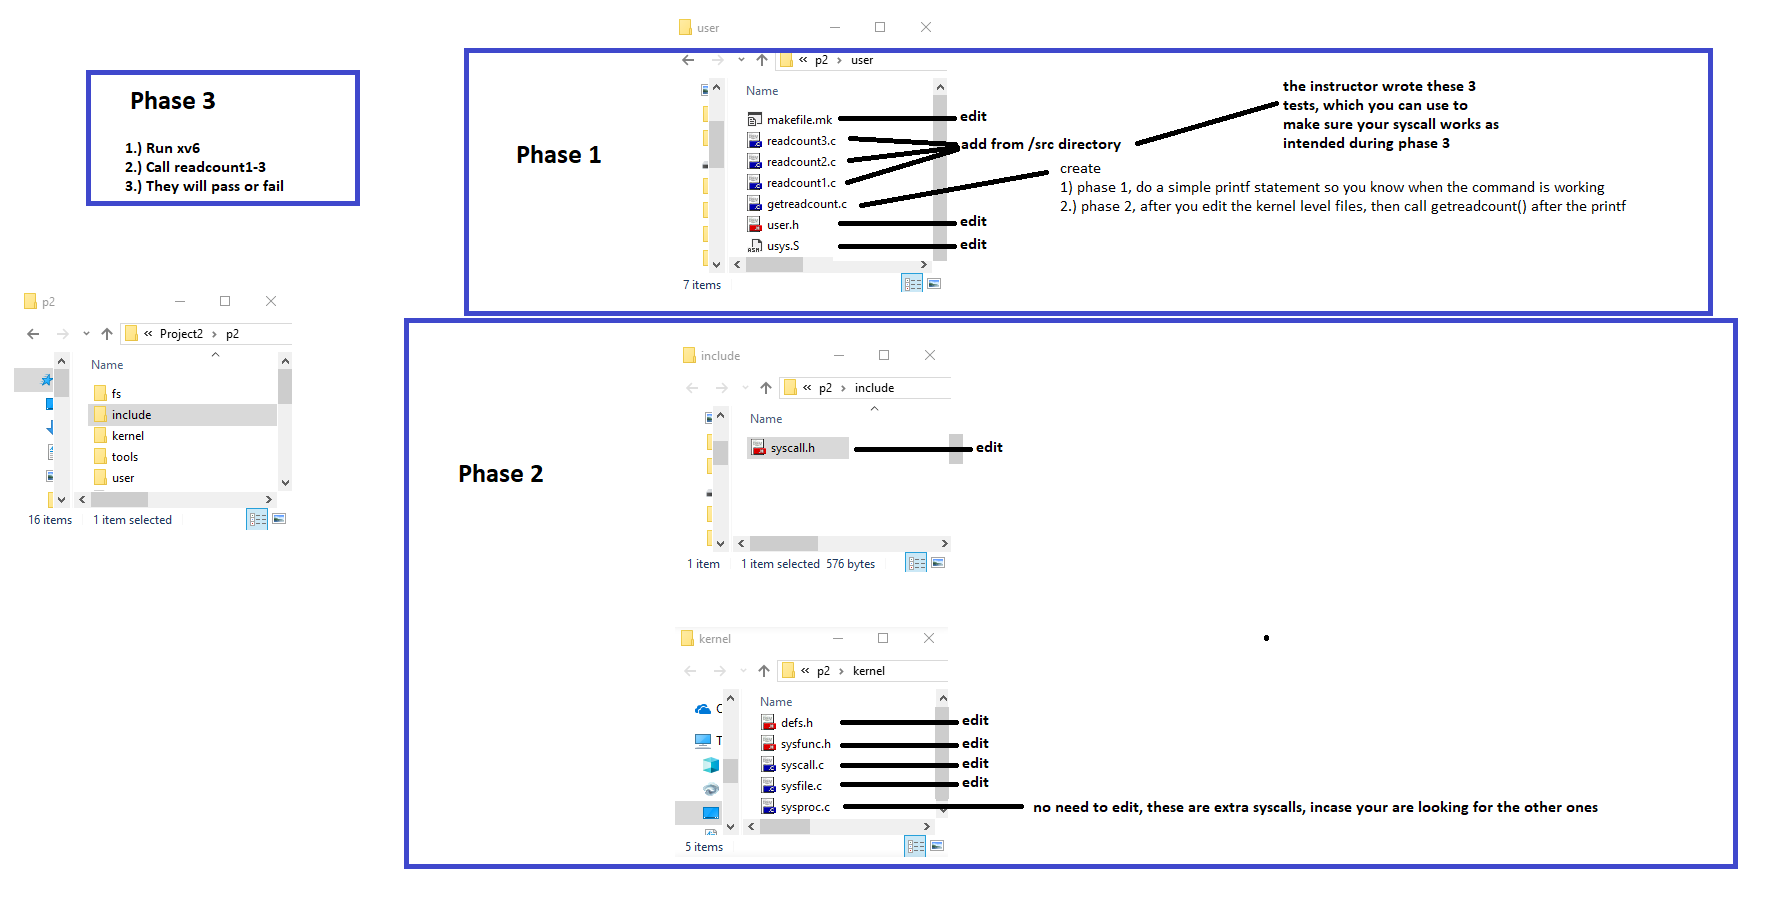 Phase 3
1.) Run xv6
2.) Call readcount1-3
3.) They will pass or fail
user
« p2 › user
Name
makefile.mk
readcount3.c
readcount2.c
readcount1.c
getreadcount.c
user.h
usys.S
7 items
Phase 1
edit
add from /src directory
the instructor wrote these 3
tests, which you can use to
make sure your syscall works as
intended during phase 3
create
1) phase 1, do a simple printf statement so you know when the command is working
2.) phase 2, after you edit the kernel level files, then call getreadcount() after the printf
edit
edit
p2
« Project2 › p2
Name
fs
include
kernel
tools
user
16 items 1 item selected
Phase 2
include
« p2 › include
Name
syscall.h
edit
1 item 1 item selected 576 bytes
kernel
« p2 › kernel
Name
C
T
defs.h
sysfunc.h
syscall.c
sysfile.c
sysproc.c
edit
edit
edit
edit
no need to edit, these are extra syscalls, incase your are looking for the other ones
5 items